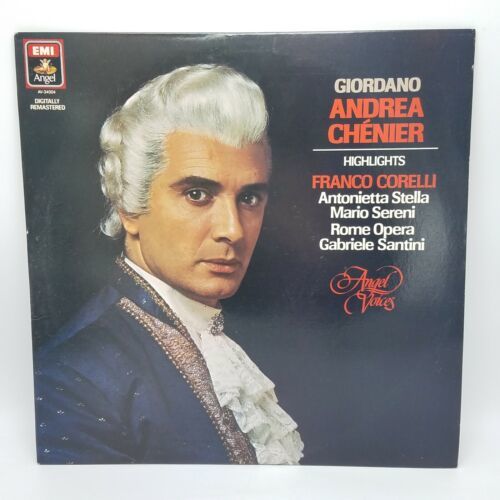 EMI
Angel
AV-34004
DIGITALLY
REMASTERED
GIORDANO
ANDREA
CHÉNIER
HIGHLIGHTS
FRANCO CORELLI
Antonietta Stella
Mario Sereni
Rome Opera
Gabriele Santini
Angel
Voices